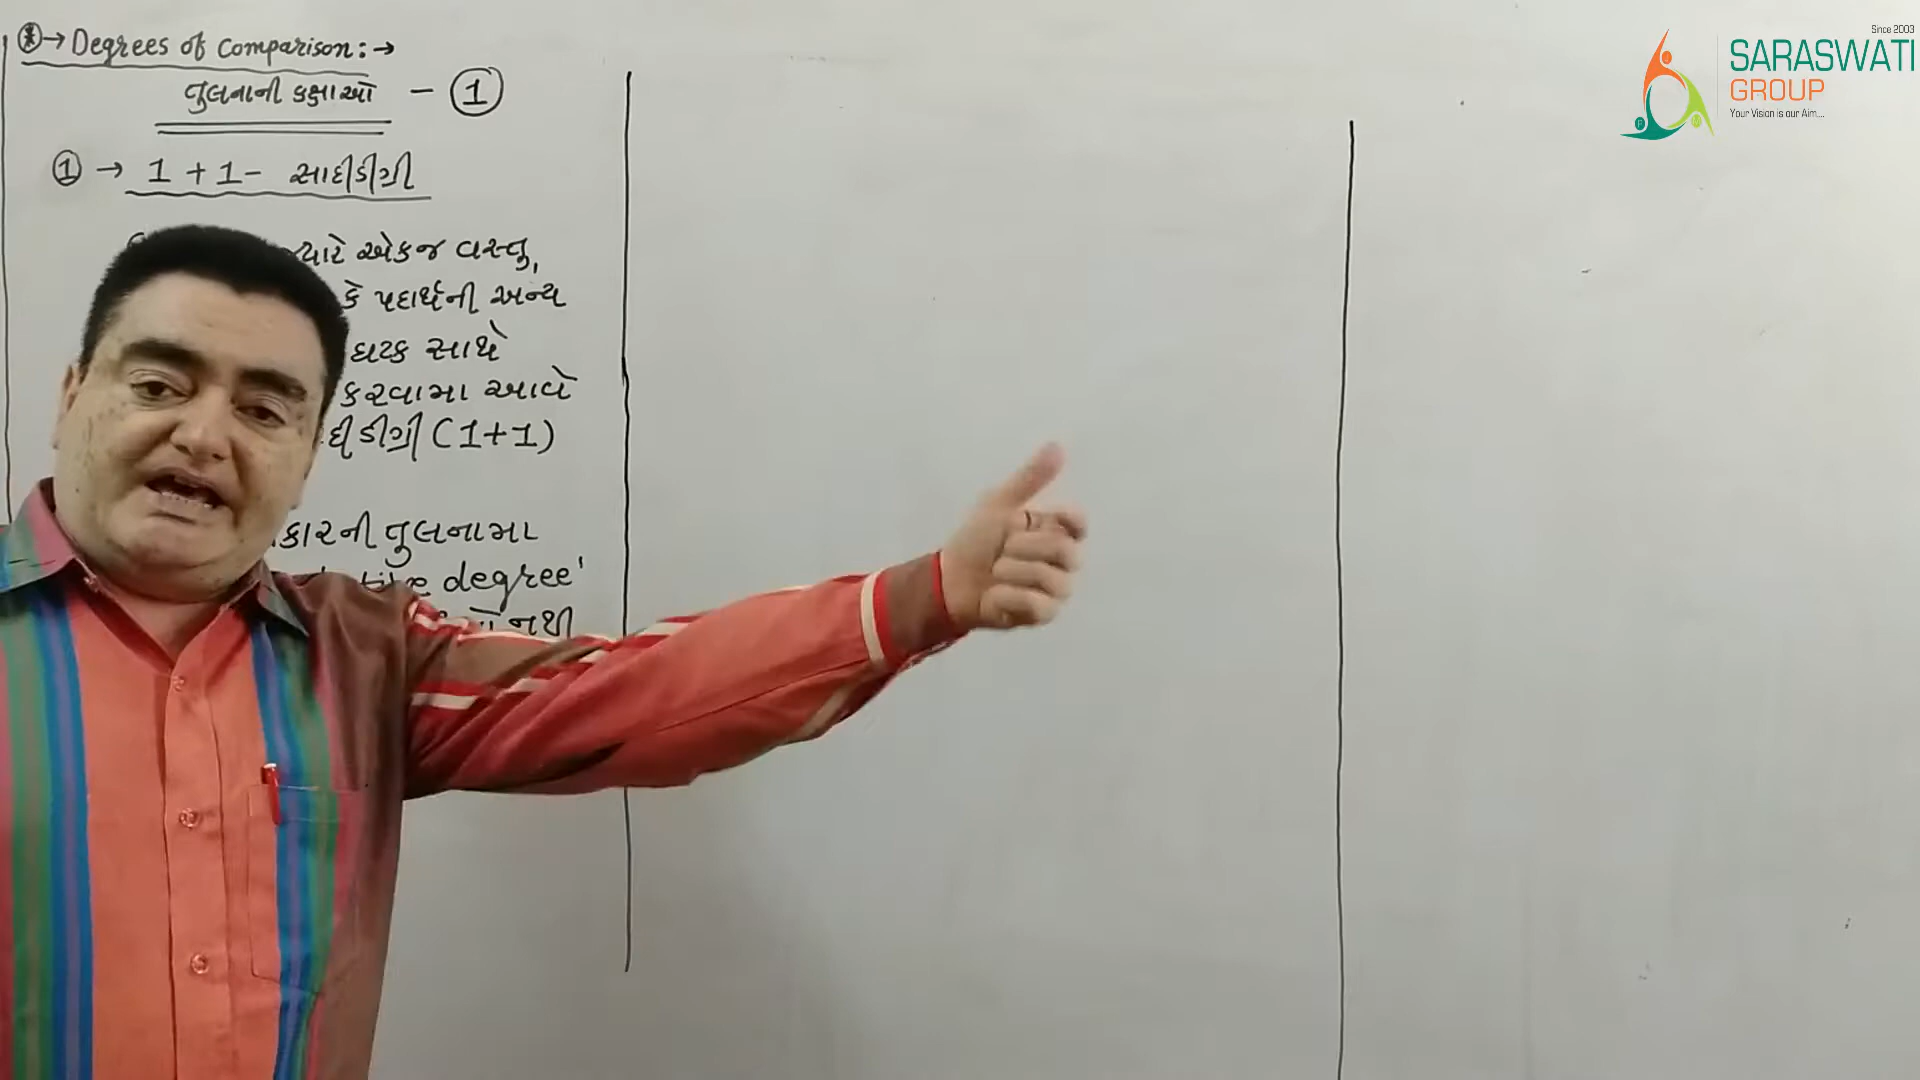 → Degrees of Comparison: →
તુલનાની કક્ષાઓ - 1
1 → 1 + 1 - સાદીડીગ્રી
એકજ વસ્તુ,
કે પદાર્થની અન્ય
ઘટક સાથે
કરવામા આવે
ડીગ્રી (1+1)
તુલનામા
degree'
નથી
Since 2003
SARASWATI
GROUP
Your Vision is our Aim....